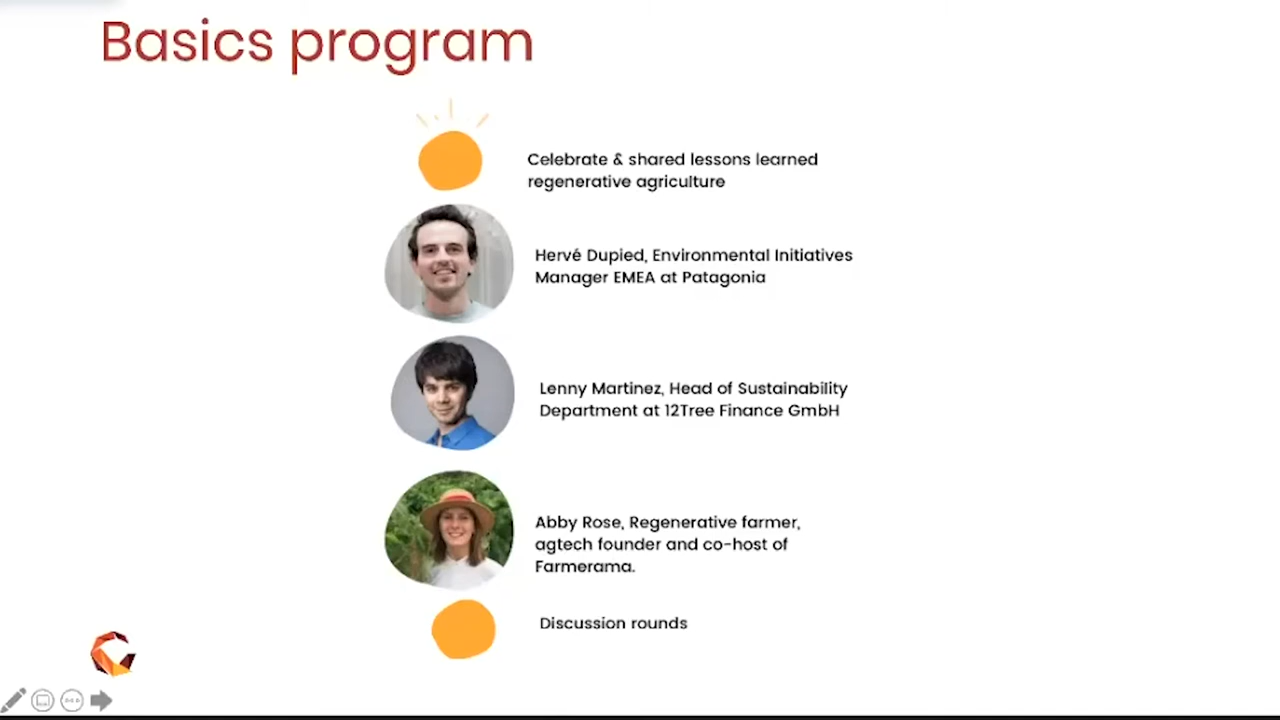 Basics program
Celebrate & shared lessons learned
regenerative agriculture
Hervé Dupied, Environmental Initiatives
Manager EMEA at Patagonia
Lenny Martinez, Head of Sustainability
Department at 12Tree Finance GmbH
Abby Rose, Regenerative farmer,
agtech founder and co-host of
Farmerama.
Discussion rounds